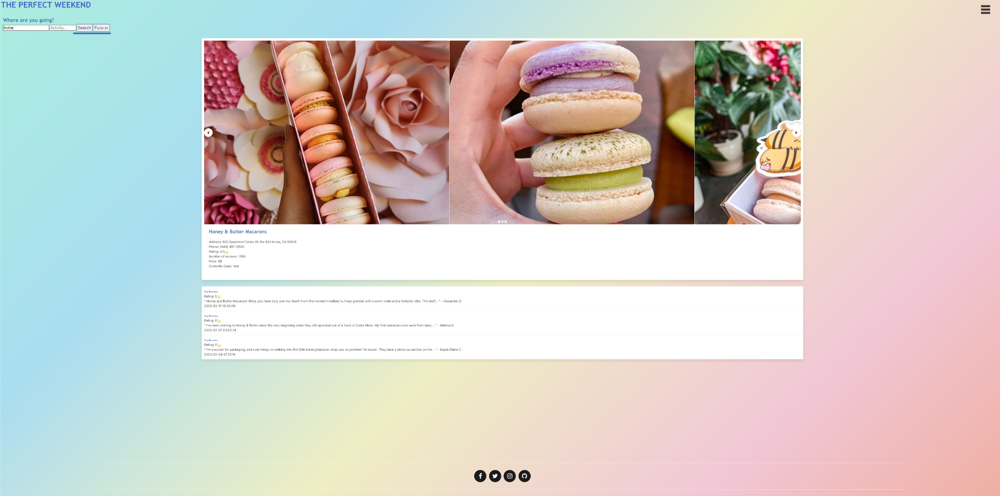 THE PERFECT WEEKEND
Where are you going?
irvine Activity... Search Filter by
Honey & Butter Macarons
Address: 633 Spectrum Center Dr Ste 633 Irvine, CA 92618
Phone: (949) 997-0500
Rating: 4.5⭐
Number of reviews: 1356
Price: $$
Currently Open: Yes!
Top Reviews
Rating: 5⭐
" Honey and Butter Macaroon Shop, you have truly won my heart! From the moment I walked in, I was greeted with a warm smile and a fantastic vibe. The staff... " - Alexander D.
2023-02-11 16:33:09
Top Reviews
Rating: 5⭐
" I've been coming to Honey & Butter since the very beginning when they still operated out of a truck in Costa Mesa. My first macarons ever were from here,... " - Helena D.
2023-02-07 03:02:14
Top Reviews
Rating: 5⭐
" I'm a sucker for packaging, and cute things so walking into this little bakery/macaron shop was no problem! So kawaii. They have a photo op section on the... " - Kayla-Elaine C.
2023-02-04 07:21:10